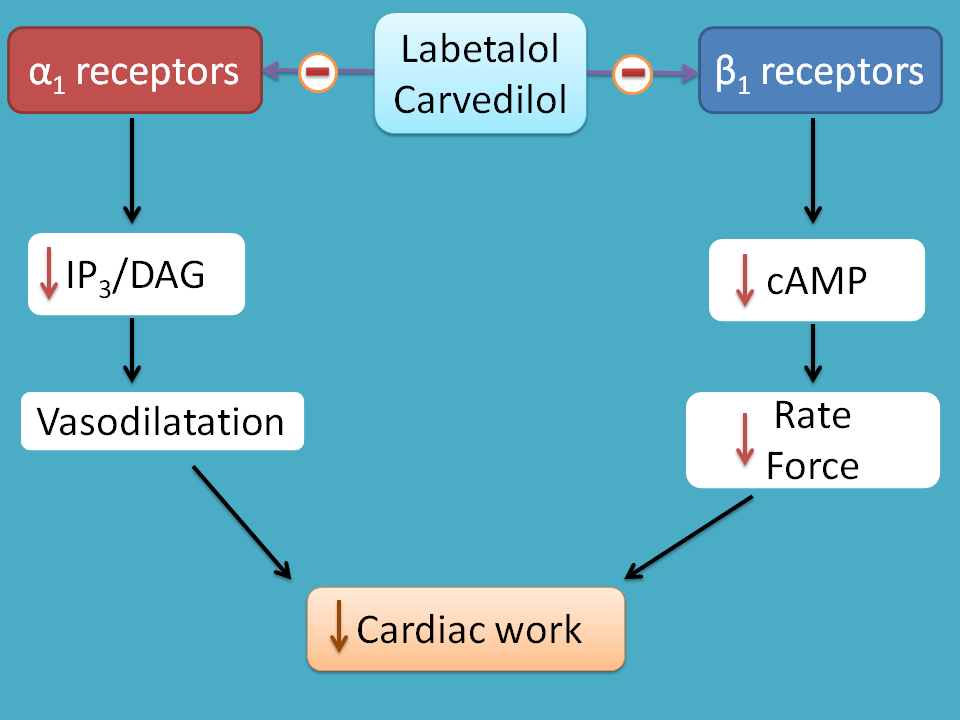 α₁ receptors
Labetalol
Carvedilol
β₁ receptors
IP₃/DAG
cAMP
Vasodilatation
Rate
Force
Cardiac work